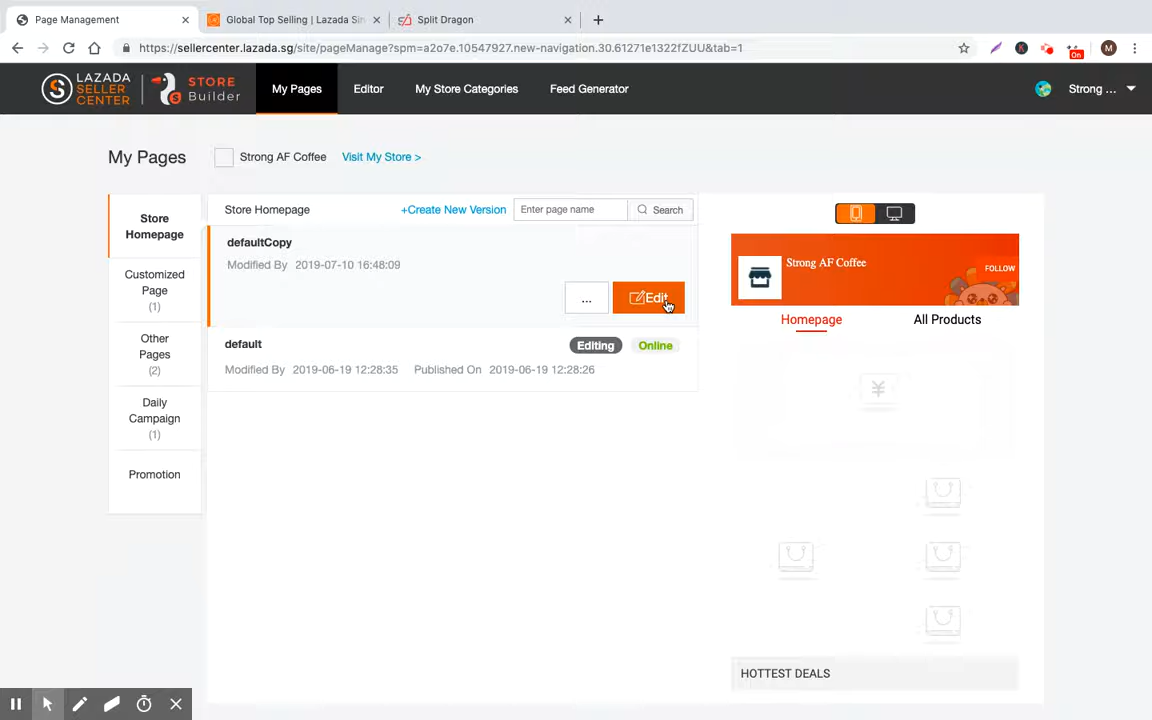 Page Management
Global Top Selling | Lazada Sin
Split Dragon
https://sellercenter.lazada.sg/site/pageManage?spm=a2o7e.10547927.new-navigation.30.61271e1322fZUU&tab=1
K
On
M
LAZADA SELLER CENTER
STORE Builder
My Pages
Editor
My Store Categories
Feed Generator
Strong ...
My Pages
Strong AF Coffee
Visit My Store >
Store Homepage
Customized Page (1)
Other Pages (2)
Daily Campaign (1)
Promotion
Store Homepage
+Create New Version
Enter page name
Search
defaultCopy
Modified By 2019-07-10 16:48:09
...
Edit
default
Editing
Online
Modified By 2019-06-19 12:28:35 Published On 2019-06-19 12:28:26
Strong AF Coffee
FOLLOW
Homepage
All Products
¥
HOTTEST DEALS